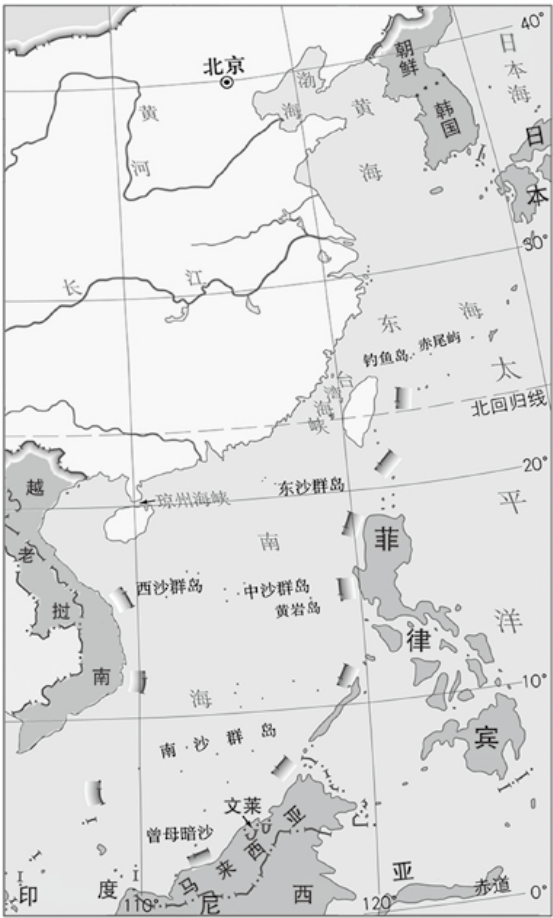 40°
日本海
朝鲜
北京
渤海
黄海
韩国
黄河
日本
30°
长江
东海
赤尾屿
钓鱼岛
太平洋
台湾海峡
北回归线
20°
越南
东沙群岛
琼州海峡
南海
菲律宾
老挝
西沙群岛
中沙群岛
黄岩岛
10°
南沙群岛
文莱
曾母暗沙
马来西亚
印度尼西亚
赤道
0°
110°
120°